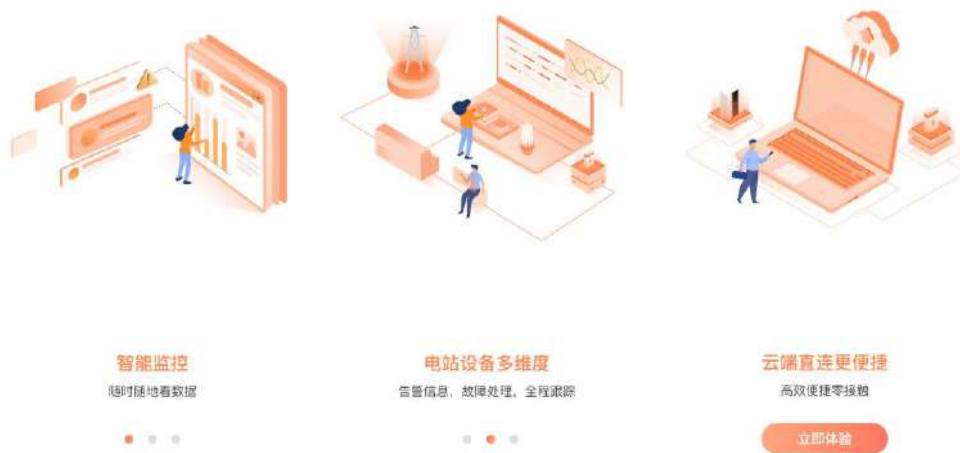 智能监控
随时随地看数据
电站设备多维度
告警信息，故障处理，全程跟踪
云端直连更便捷
高效便捷零接触
立即体验